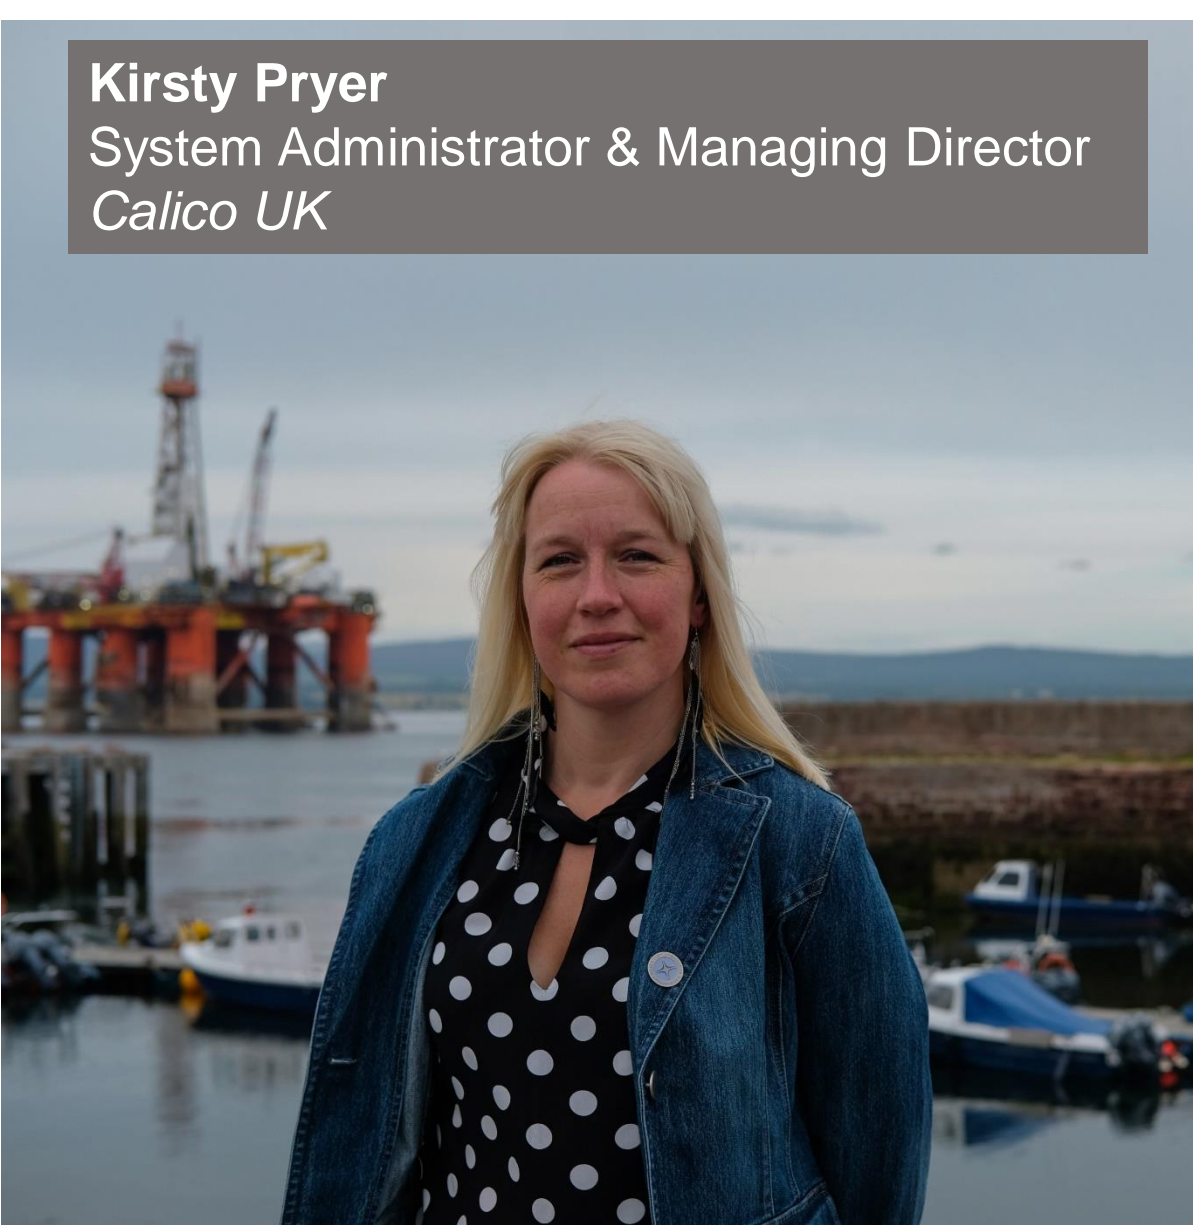 Kirsty Pryer
System Administrator & Managing Director
Calico UK